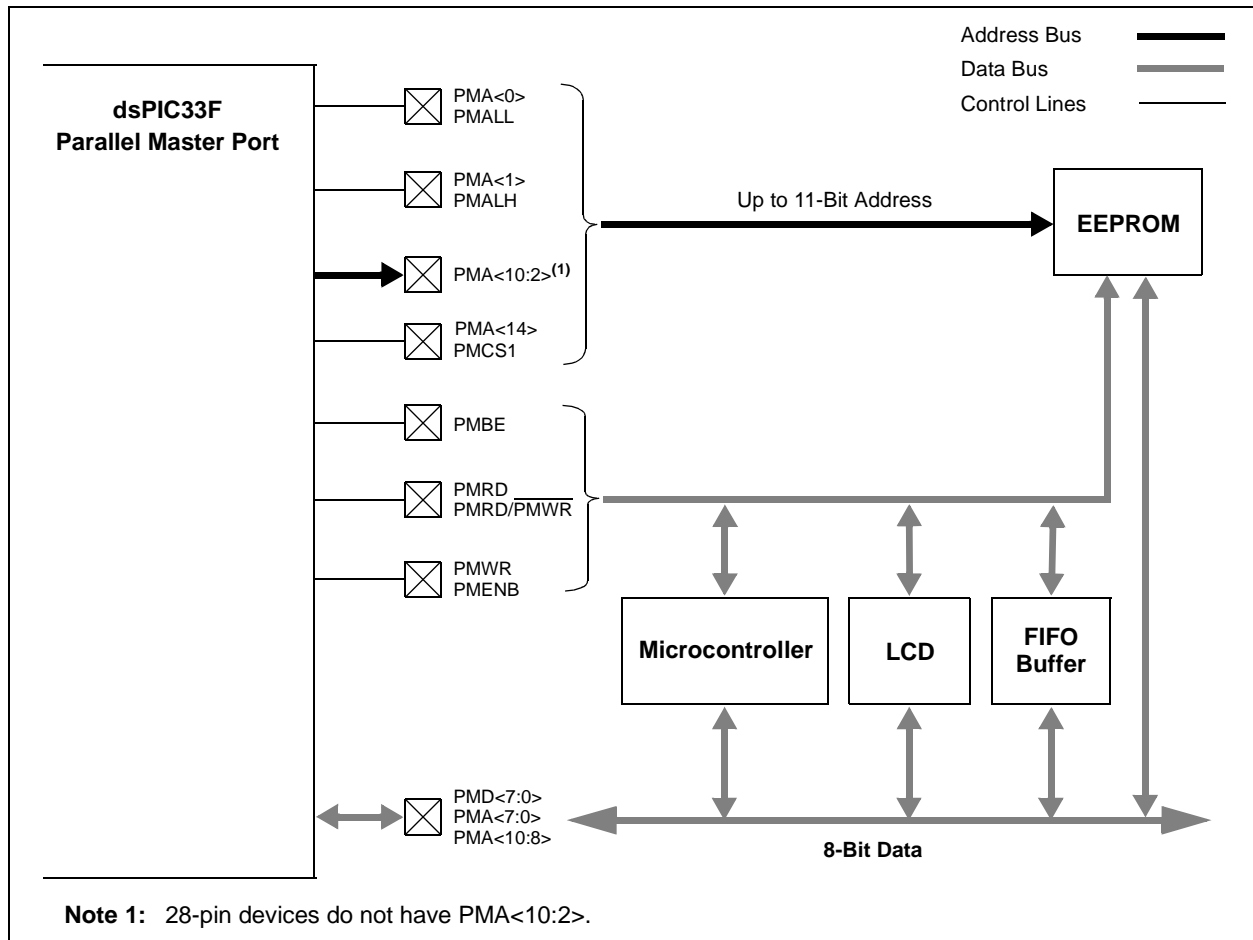 Address Bus
Data Bus
Control Lines
dsPIC33F
Parallel Master Port
PMA<0>
PMALL
PMA<1>
PMALH
PMA<10:2>(1)
PMA<14>
PMCS1
Up to 11-Bit Address
EEPROM
PMBE
PMRD
PMRD/PMWR
PMWR
PMENB
Microcontroller
LCD
FIFO
Buffer
PMD<7:0>
PMA<7:0>
PMA<10:8>
8-Bit Data
Note 1: 28-pin devices do not have PMA<10:2>.